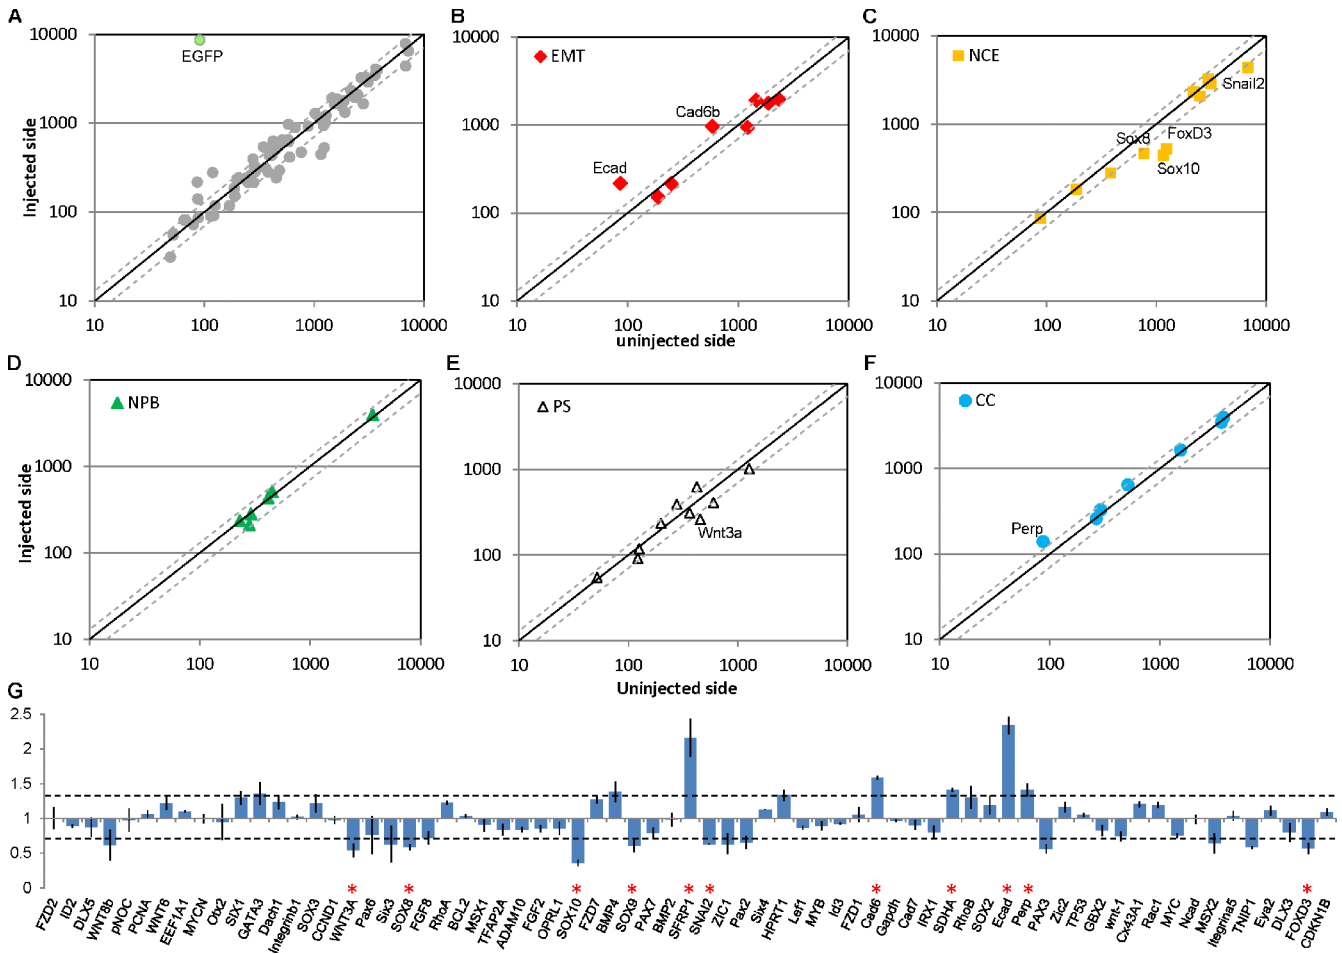 A
10000
1000
100
10
10
100
1000
10000
Injected side
EGFP
B
10000
1000
100
10
10
100
1000
10000
uninjected side
EMT
Cad6b
Ecad
C
10000
1000
100
10
10
100
1000
10000
NCE
Snail2
Sox8
FoxD3
Sox10
D
10000
1000
100
10
10
100
1000
10000
Injected side
NPB
E
10000
1000
100
10
10
100
1000
10000
Uninjected side
PS
Wnt3a
F
10000
1000
100
10
10
100
1000
10000
CC
Perp
G
2.5
2
1.5
1
0.5
0
* * * * * * * * * * *
FZD2
ID2
DLX5
WNT8b
pNOC
PCNA
WNT6
EEF1A1
MYCN
Otx2
SIX1
GATA3
Dach1
Integrinb1
SOX3
CCND1
WNT3A
Pax6
Six3
SOX8
FGF8
RhoA
BCL2
MSX1
TFAP2A
ADAM10
FGF2
OPRL1
SOX10
FZD7
BMP4
SOX9
PAX7
BMP2
SFRP1
SNAI2
ZIC1
Pax2
Six4
HPRT1
Lef1
MYB
Id3
FZD1
Cad6
Gapdh
Cad7
IRX1
SDHA
RhoB
SOX2
Ecad
Perp
PAX3
Zic2
TP53
GBX2
wnt-1
Cx43A1
Rac1
MYC
Ncad
MSX2
Itegrina5
TNIP1
Eya2
DLX3
FOXD3
CDKN1B